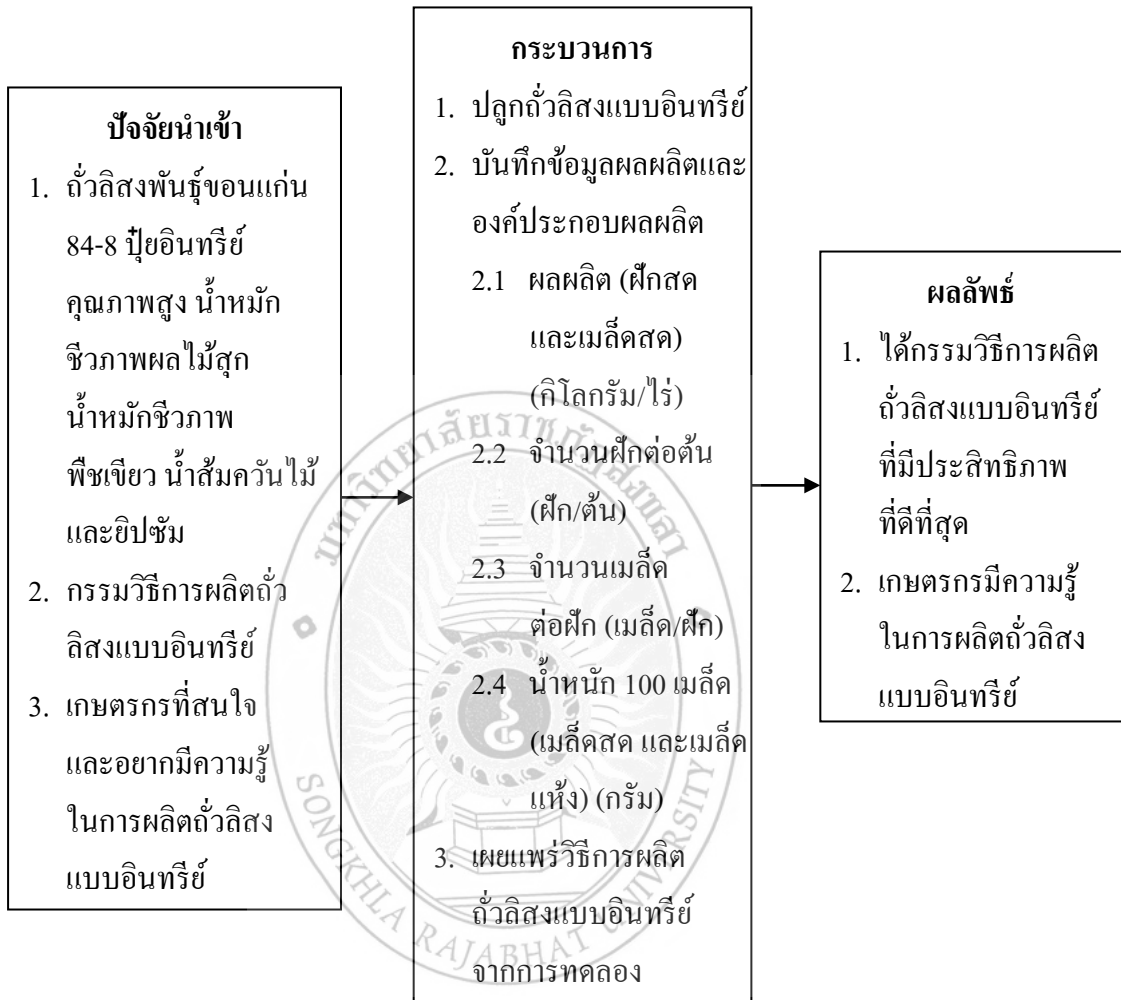 ปัจจัยนำเข้า
1. ถั่วลิสงพันธุ์ขอนแก่น
84-8 ปุ๋ยอินทรีย์
คุณภาพสูง น้ำหมัก
ชีวภาพผลไม้สุก
น้ำหมักชีวภาพ
พืชเขียว น้ำส้มควันไม้
และยิปซัม
2. กรรมวิธีการผลิตถั่ว
ลิสงแบบอินทรีย์
3. เกษตรกรที่สนใจ
และอยากมีความรู้
ในการผลิตถั่วลิสง
แบบอินทรีย์
กระบวนการ
1. ปลูกถั่วลิสงแบบอินทรีย์
2. บันทึกข้อมูลผลผลิตและ
องค์ประกอบผลผลิต
2.1 ผลผลิต (ฝักสด
และเมล็ดสด)
(กิโลกรัม/ไร่)
2.2 จำนวนฝักต่อต้น
(ฝัก/ต้น)
2.3 จำนวนเมล็ด
ต่อฝัก (เมล็ด/ฝัก)
2.4 น้ำหนัก 100 เมล็ด
(เมล็ดสด และเมล็ด
แห้ง) (กรัม)
3. เผยแพร่วิธีการผลิต
ถั่วลิสงแบบอินทรีย์
จากการทดลอง
ผลลัพธ์
1. ได้กรรมวิธีการผลิต
ถั่วลิสงแบบอินทรีย์
ที่มีประสิทธิภาพ
ที่ดีที่สุด
2. เกษตรกรมีความรู้
ในการผลิตถั่วลิสง
แบบอินทรีย์
มหาวิทยาลัยราชภัฏสงขลา
SONGKHLA RAJABHAT UNIVERSITY